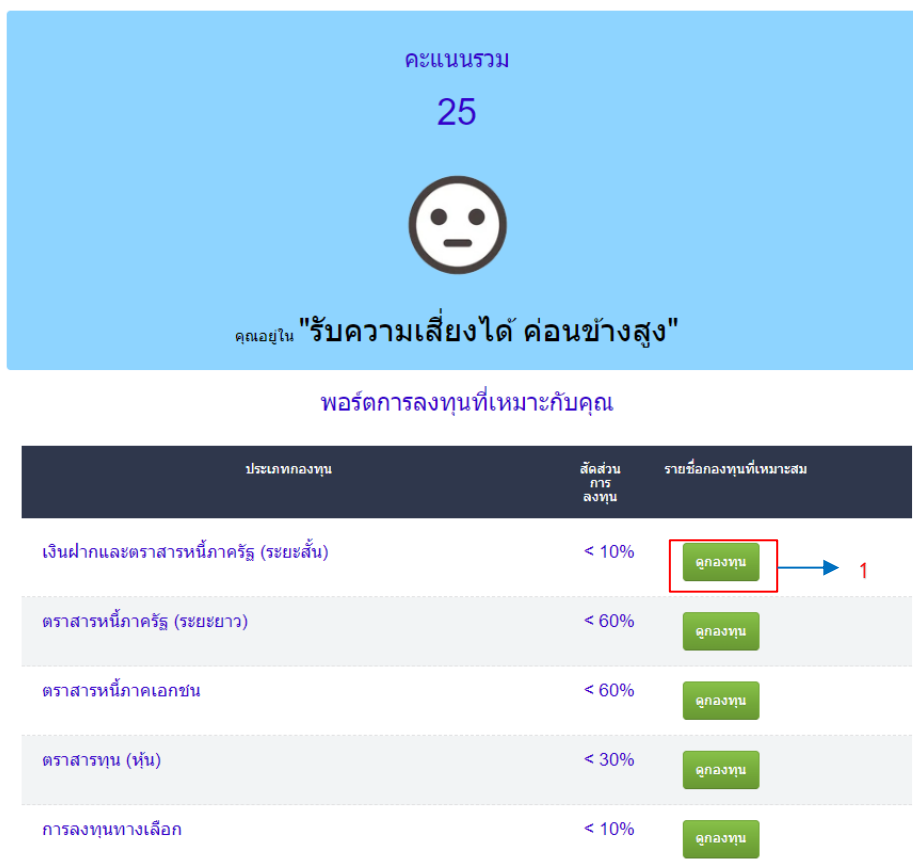 คะแนนรวม
25
คุณอยู่ใน "รับความเสี่ยงได้ ค่อนข้างสูง"
พอร์ตการลงทุนที่เหมาะกับคุณ
ประเภทกองทุน
สัดส่วน
การ
ลงทุน
รายชื่อกองทุนที่เหมาะสม
เงินฝากและตราสารหนี้ภาครัฐ (ระยะสั้น) < 10% ดูกองทุน 1
ตราสารหนี้ภาครัฐ (ระยะยาว) < 60% ดูกองทุน
ตราสารหนี้ภาคเอกชน < 60% ดูกองทุน
ตราสารทุน (หุ้น) < 30% ดูกองทุน
การลงทุนทางเลือก < 10% ดูกองทุน